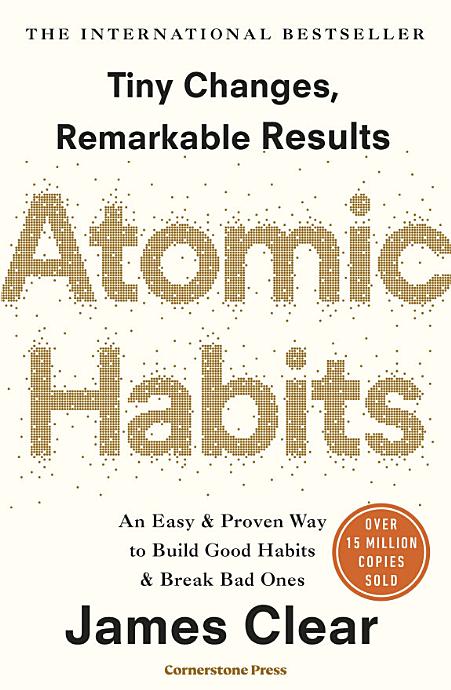 THE INTERNATIONAL BESTSELLER
Tiny Changes,
Remarkable Results
Atomic
Habits
An Easy & Proven Way
to Build Good Habits
& Break Bad Ones
OVER
15 MILLION
COPIES
SOLD
James Clear
Cornerstone Press